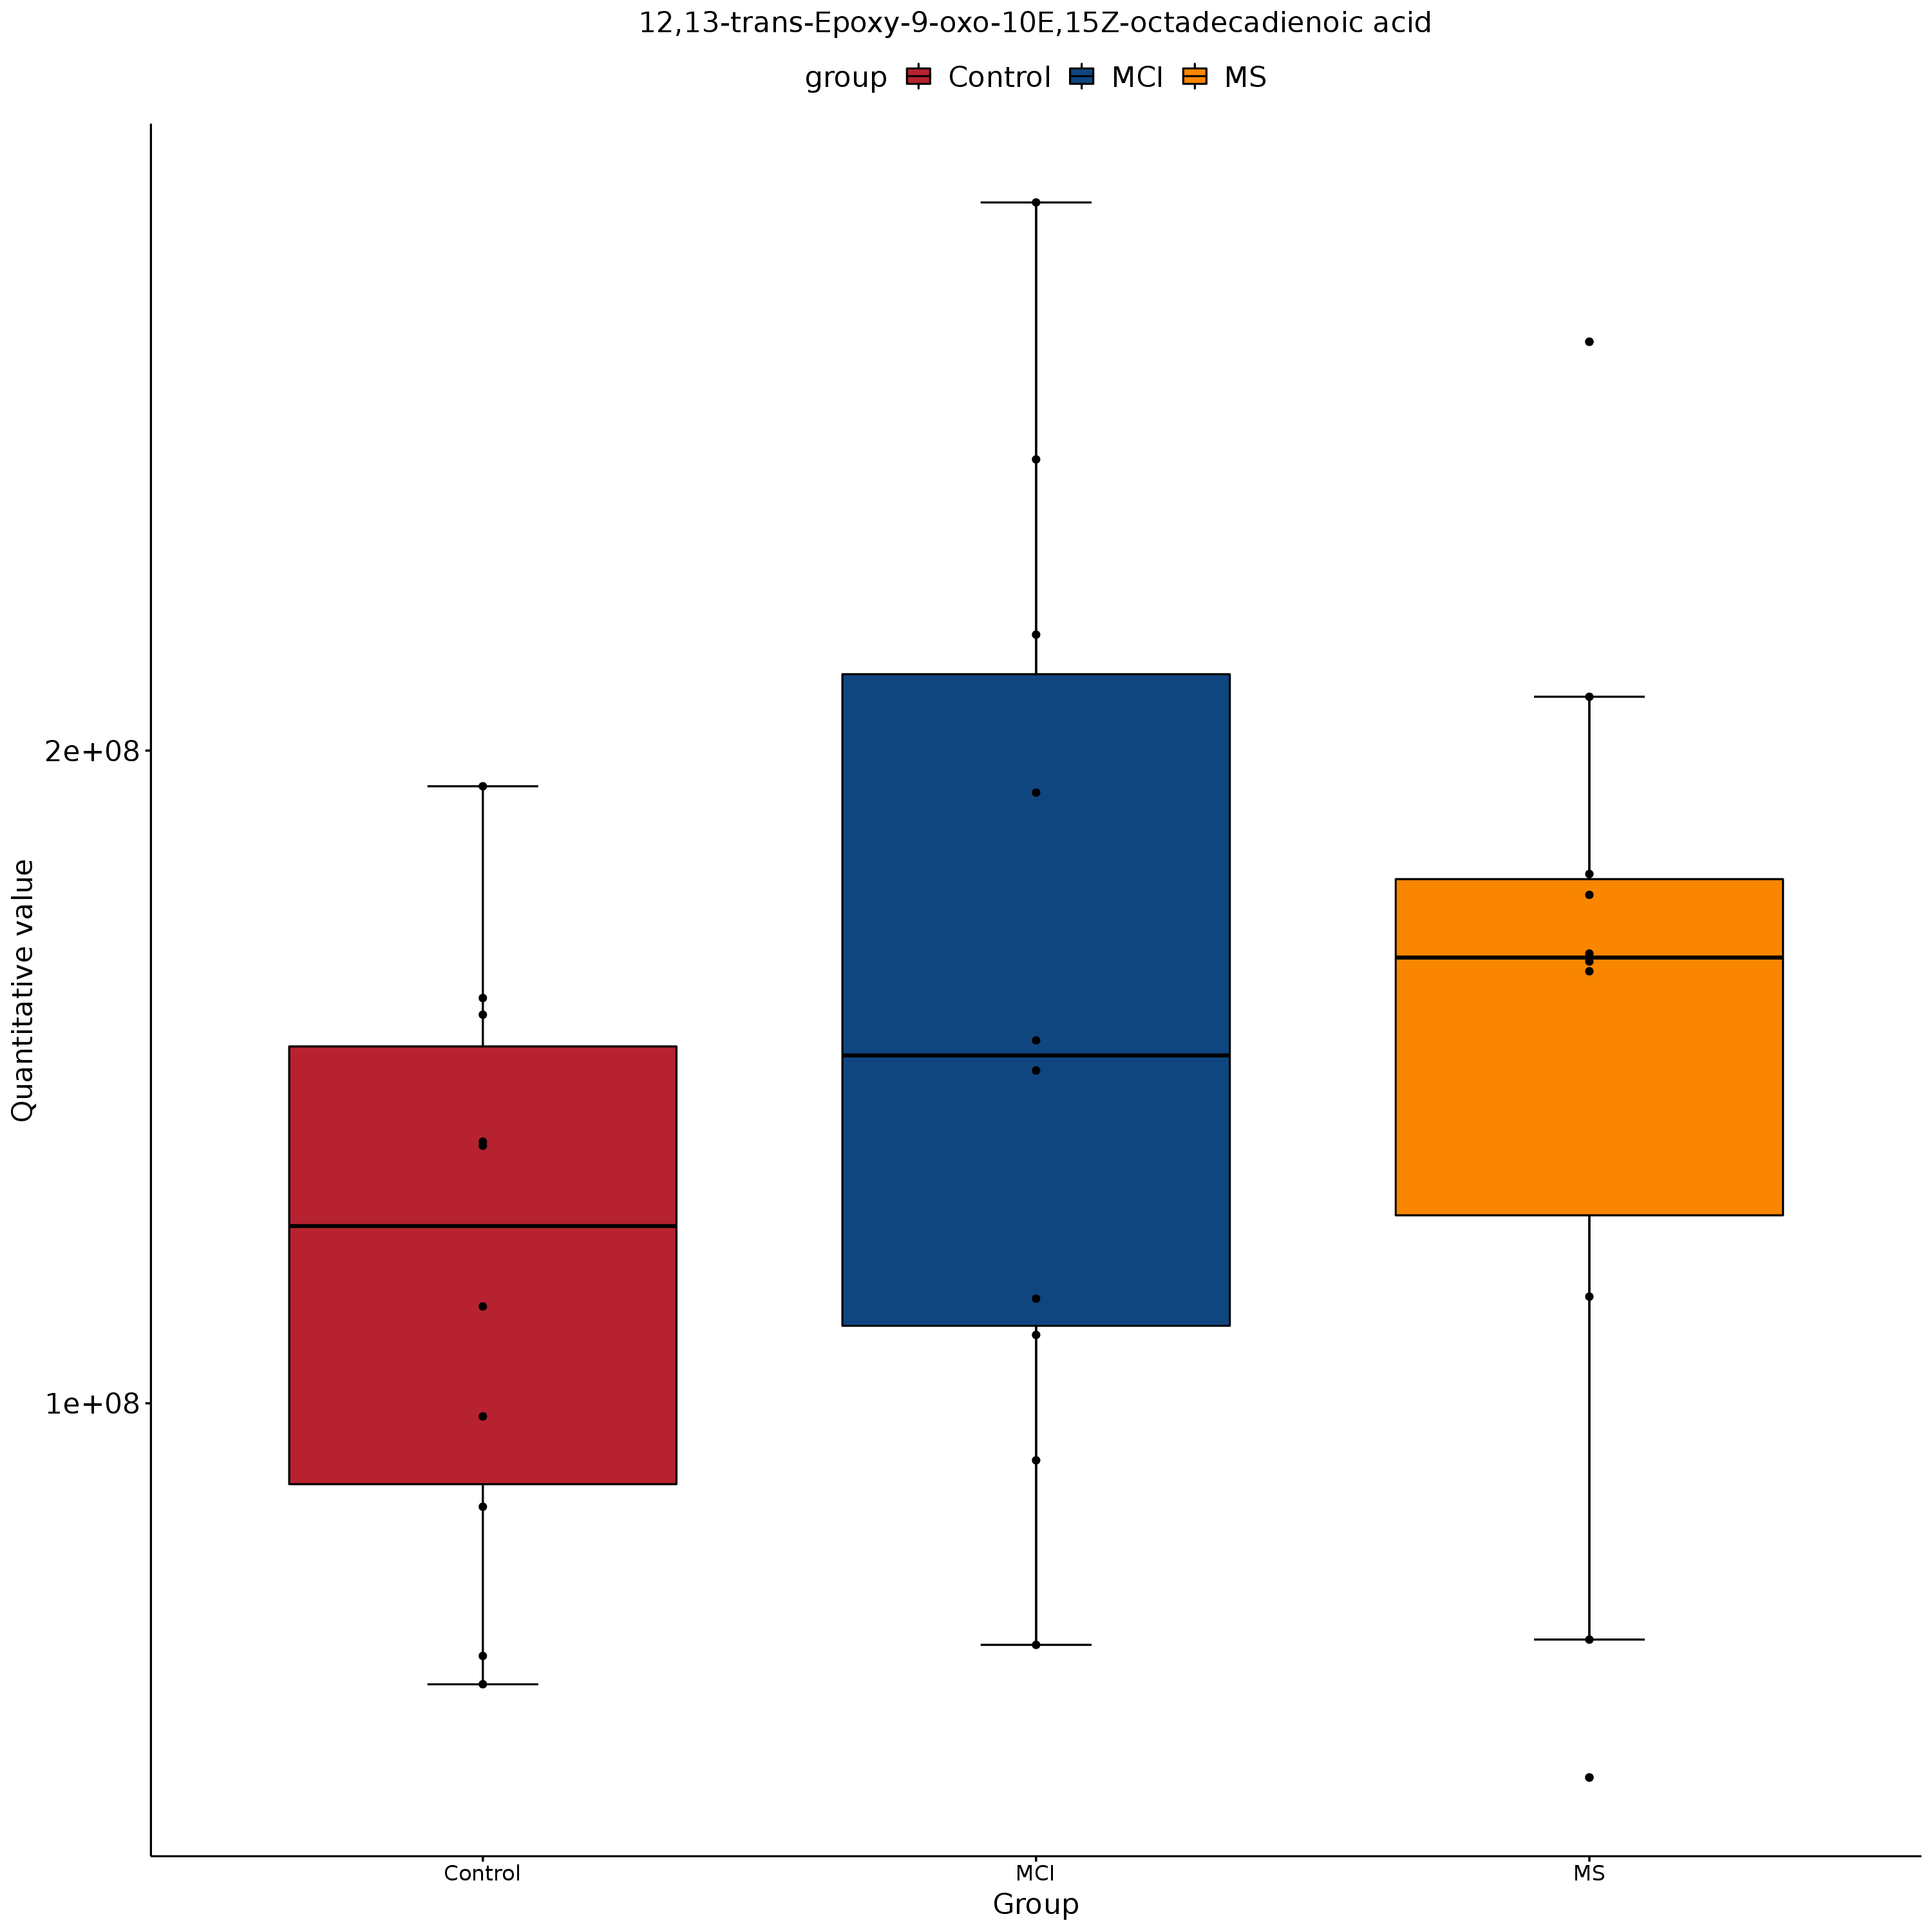 12,13-trans-Epoxy-9-oxo-10E,15Z-octadecadienoic acid
group Control MCI MS
Quantitative value
2e+08
1e+08
Control MCI MS
Group